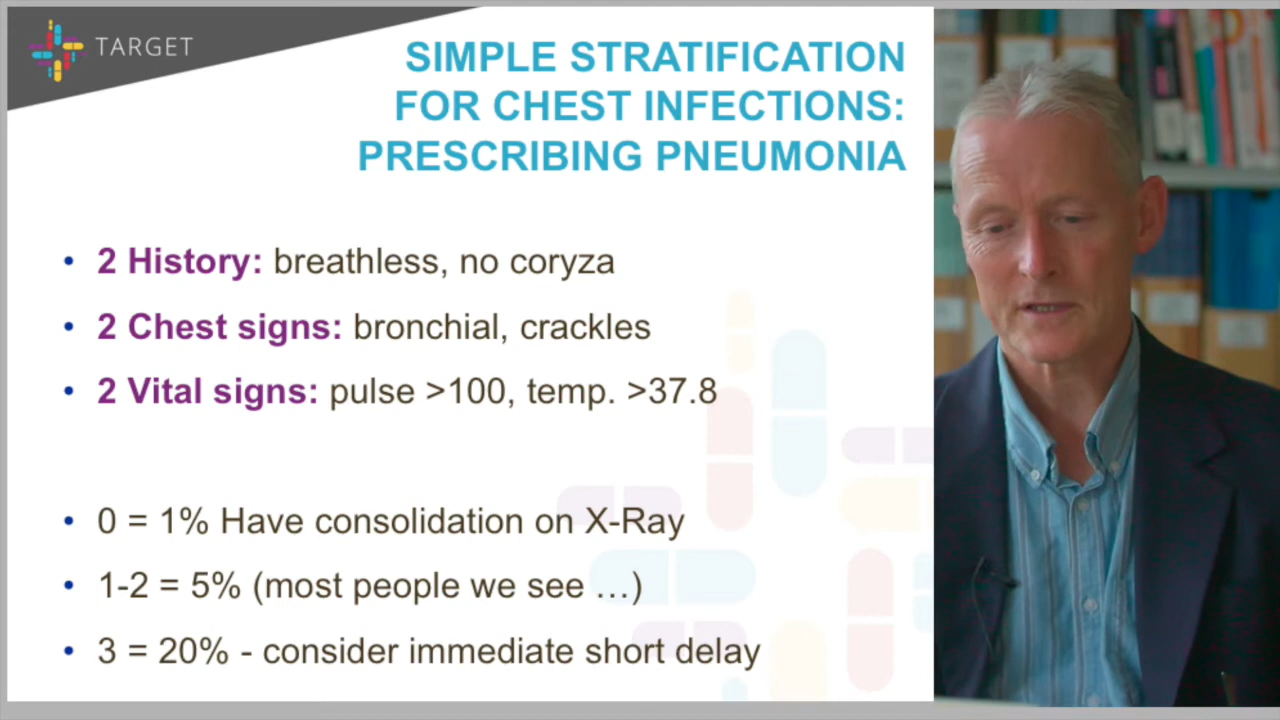 TARGET
SIMPLE STRATIFICATION
FOR CHEST INFECTIONS:
PRESCRIBING PNEUMONIA
• 2 History: breathless, no coryza
• 2 Chest signs: bronchial, crackles
• 2 Vital signs: pulse >100, temp. >37.8
• 0 = 1% Have consolidation on X-Ray
• 1-2 = 5% (most people we see …)
• 3 = 20% - consider immediate short delay